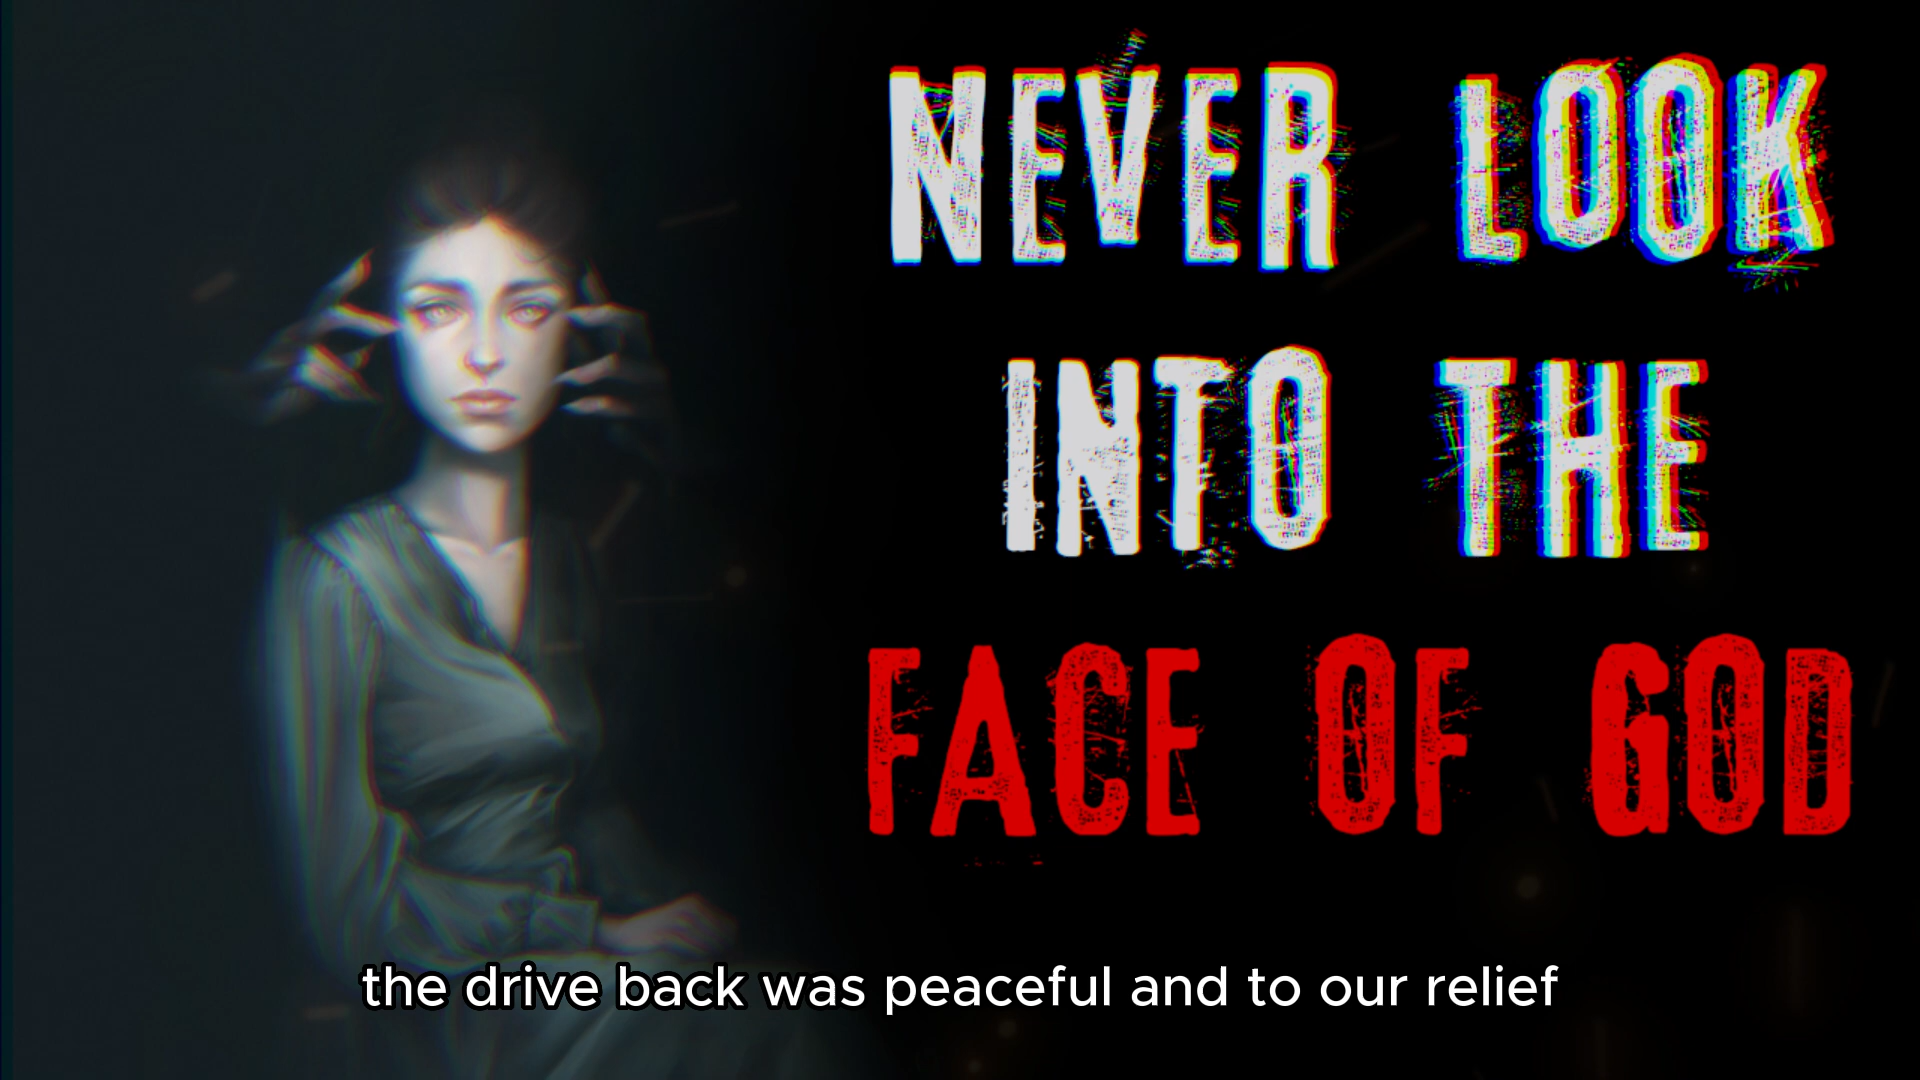 NEVER LOOK
INTO THE
FACE OF GOD
the drive back was peaceful and to our relief